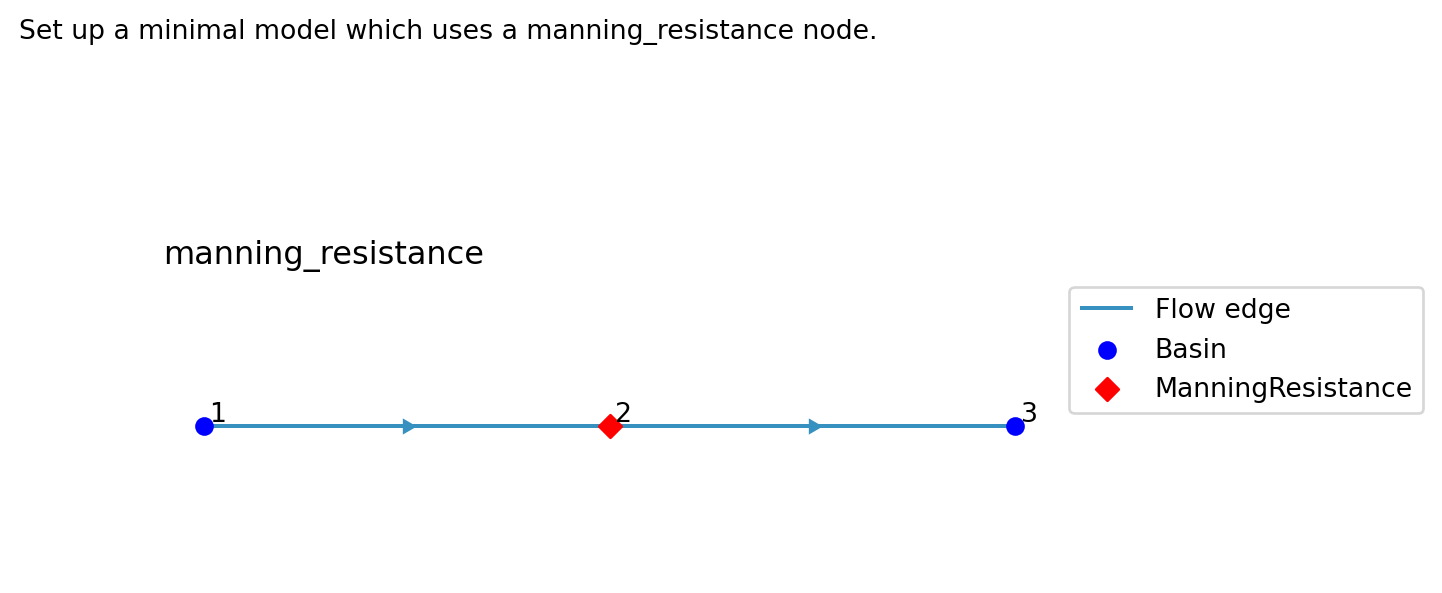 Set up a minimal model which uses a manning_resistance node.
manning_resistance
Flow edge
Basin
ManningResistance
1
2
3